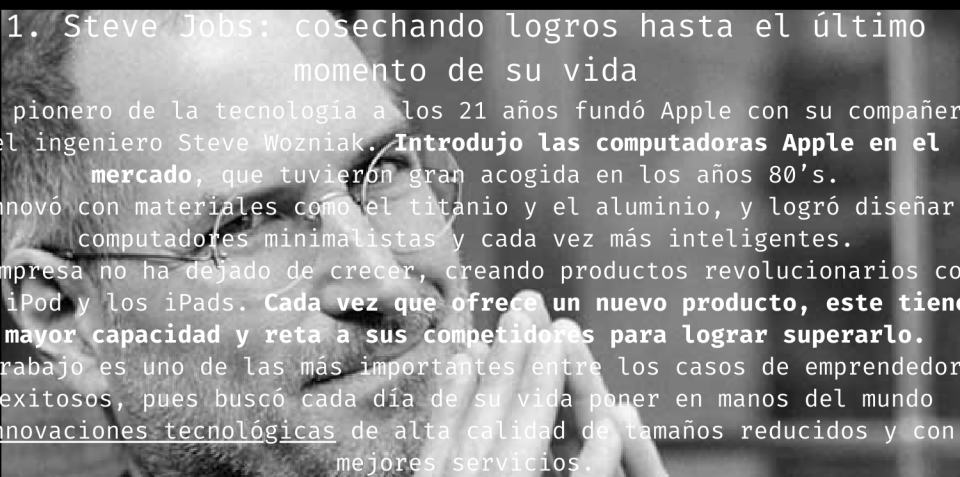 1. Steve Jobs: cosechando logros hasta el último
momento de su vida
pionero de la tecnología a los 21 años fundó Apple con su compañer
el ingeniero Steve Wozniak. Introdujo las computadoras Apple en el
mercado, que tuvieron gran acogida en los años 80’s.
nnovó con materiales como el titanio y el aluminio, y logró diseñar
computadores minimalistas y cada vez más inteligentes.
mpresa no ha dejado de crecer, creando productos revolucionarios co
iPod y los iPads. Cada vez que ofrece un nuevo producto, este tiene
mayor capacidad y reta a sus competidores para lograr superarlo.
rabajo es uno de las más importantes entre los casos de emprendedor
exitosos, pues buscó cada día de su vida poner en manos del mundo
nnovaciones tecnológicas de alta calidad de tamaños reducidos y con
mejores servicios.